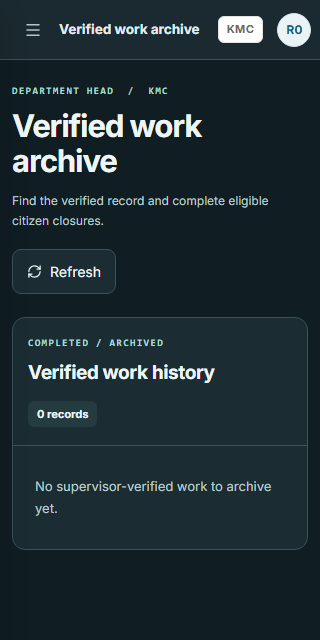 Verified work archive KMC R0
DEPARTMENT HEAD / KMC
Verified work
archive
Find the verified record and complete eligible
citizen closures.
Refresh
COMPLETED / ARCHIVED
Verified work history
0 records
No supervisor-verified work to archive
yet.